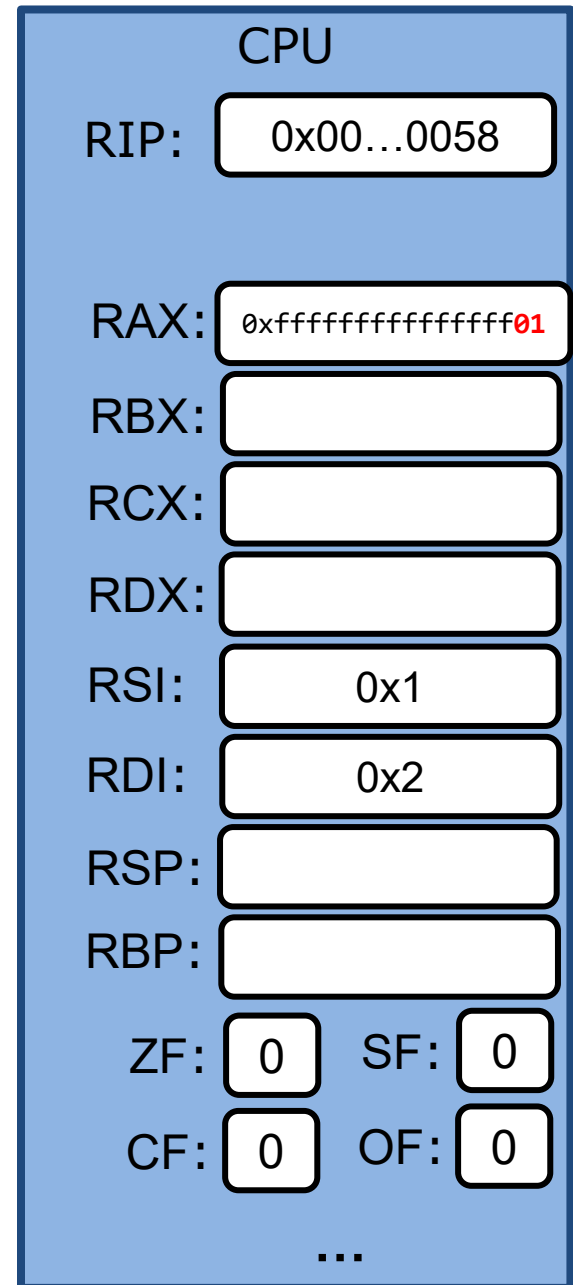 CPU
RIP: 0x00...0058
RAX: 0xffffffffffffff01
RBX:
RCX:
RDX:
RSI: 0x1
RDI: 0x2
RSP:
RBP:
ZF: 0 SF: 0
CF: 0 OF: 0
...